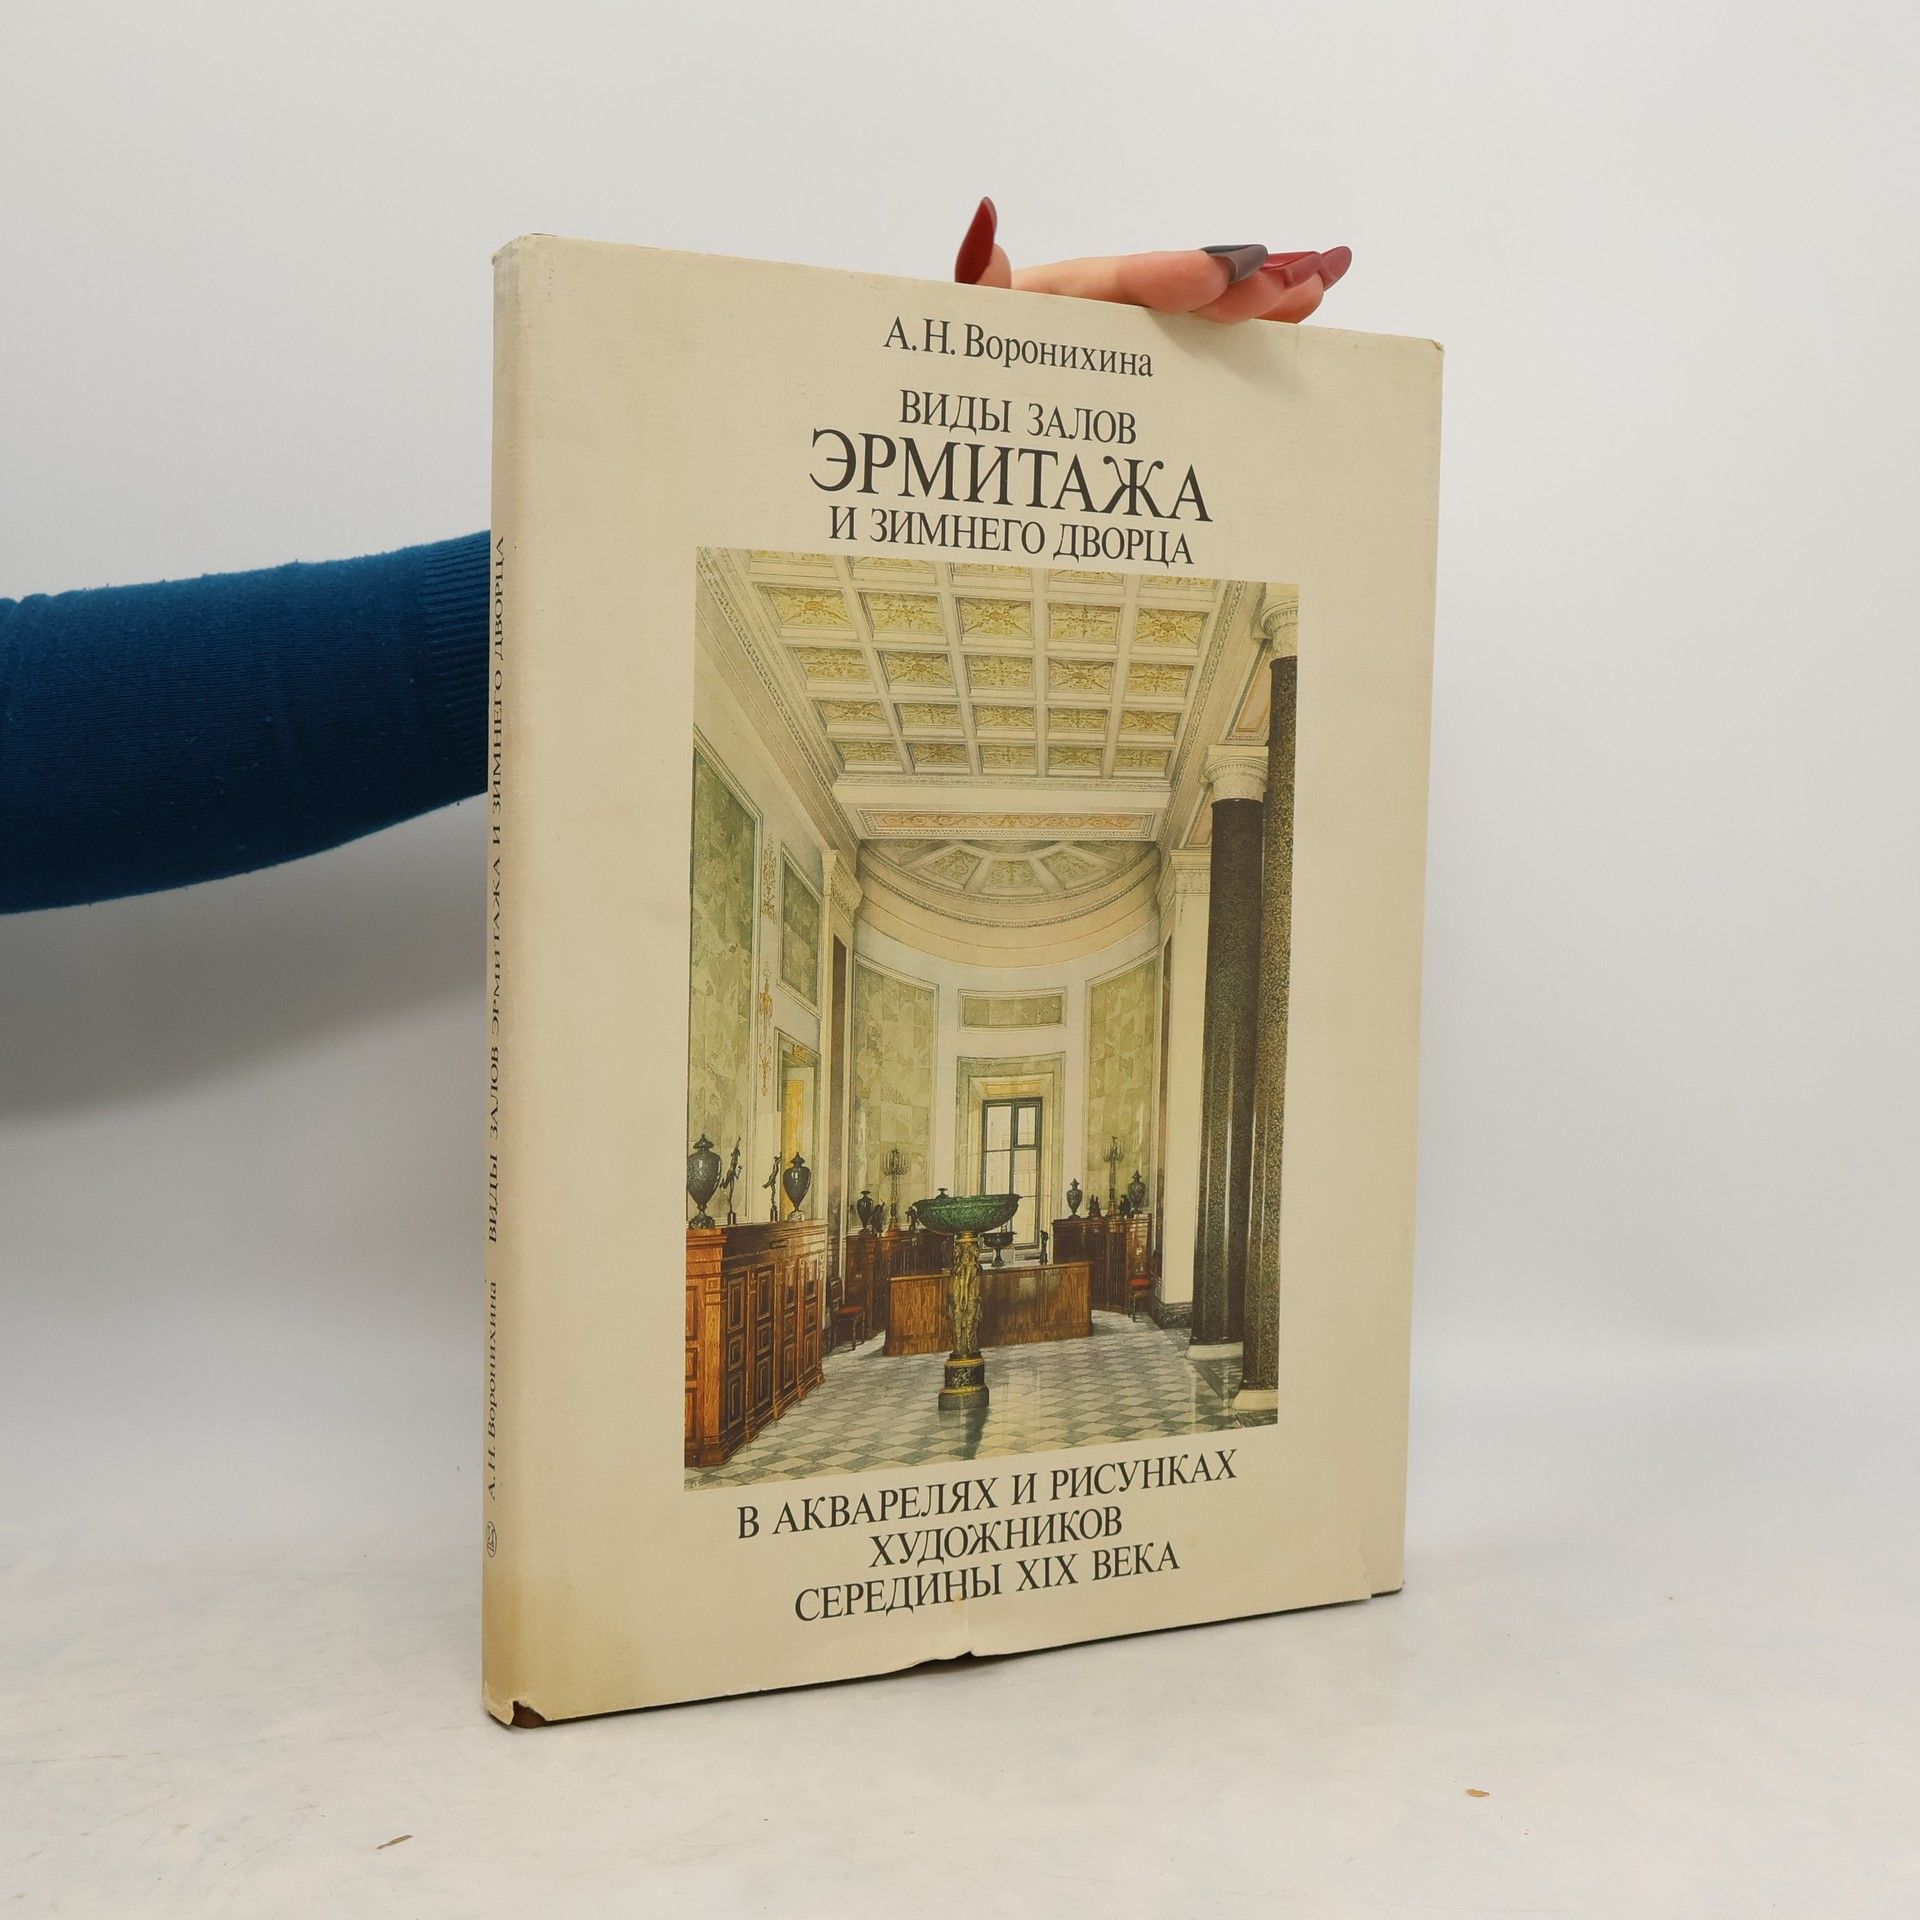 А. Н. Воронихина
ВИДЫ ЗАЛОВ
ЭРМИТАЖА
И ЗИМНЕГО ДВОРЦА
В АКВАРЕЛЯХ И РИСУНКАХ
ХУДОЖНИКОВ
СЕРЕДИНЫ XIX ВЕКА
А. Н. Воронихина ВИДЫ ЗАЛОВ ЭРМИТАЖА И ЗИМНЕГО ДВОРЦА